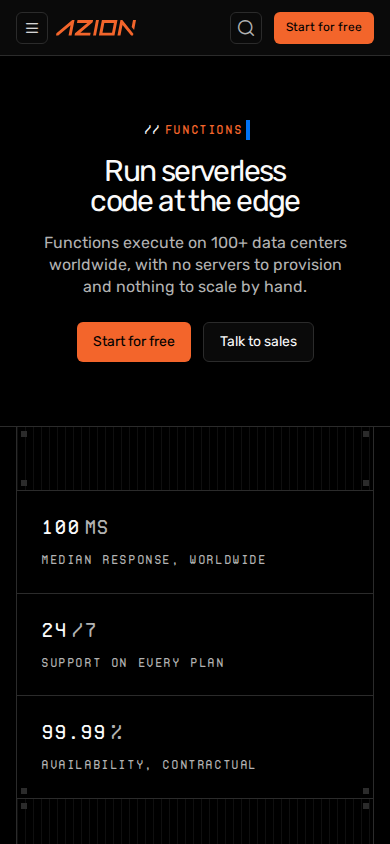 AZION
Start for free
// FUNCTIONS
Run serverless
code at the edge
Functions execute on 100+ data centers
worldwide, with no servers to provision
and nothing to scale by hand.
Start for free
Talk to sales
100 MS
MEDIAN RESPONSE, WORLDWIDE
24/7
SUPPORT ON EVERY PLAN
99.99%
AVAILABILITY, CONTRACTUAL